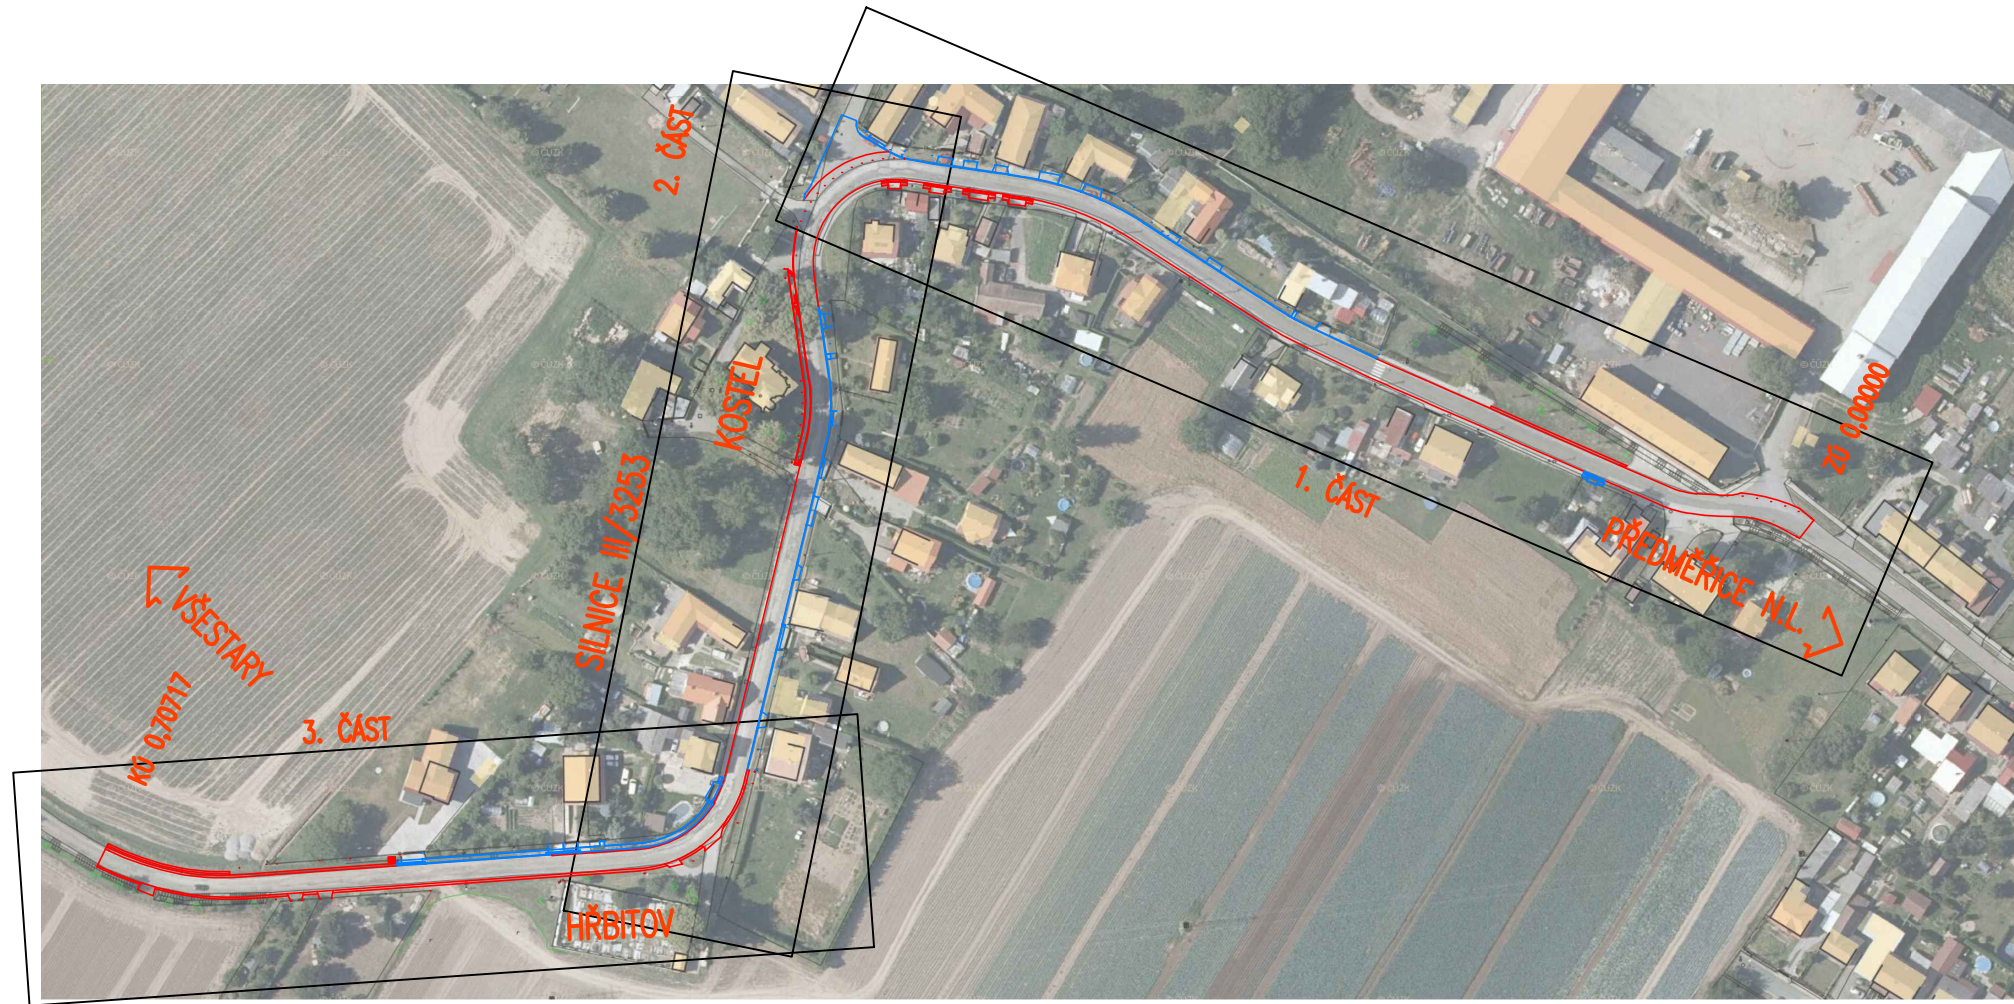 2. ČÁST
KOSTEL
SILNICE III/3253
ZÚ 0,00000
1. ČÁST
PŘEDMĚŘICE N.L.
VŠESTARY
KÚ 0,70717
3. ČÁST
HŘBITOV
© ČÚZK